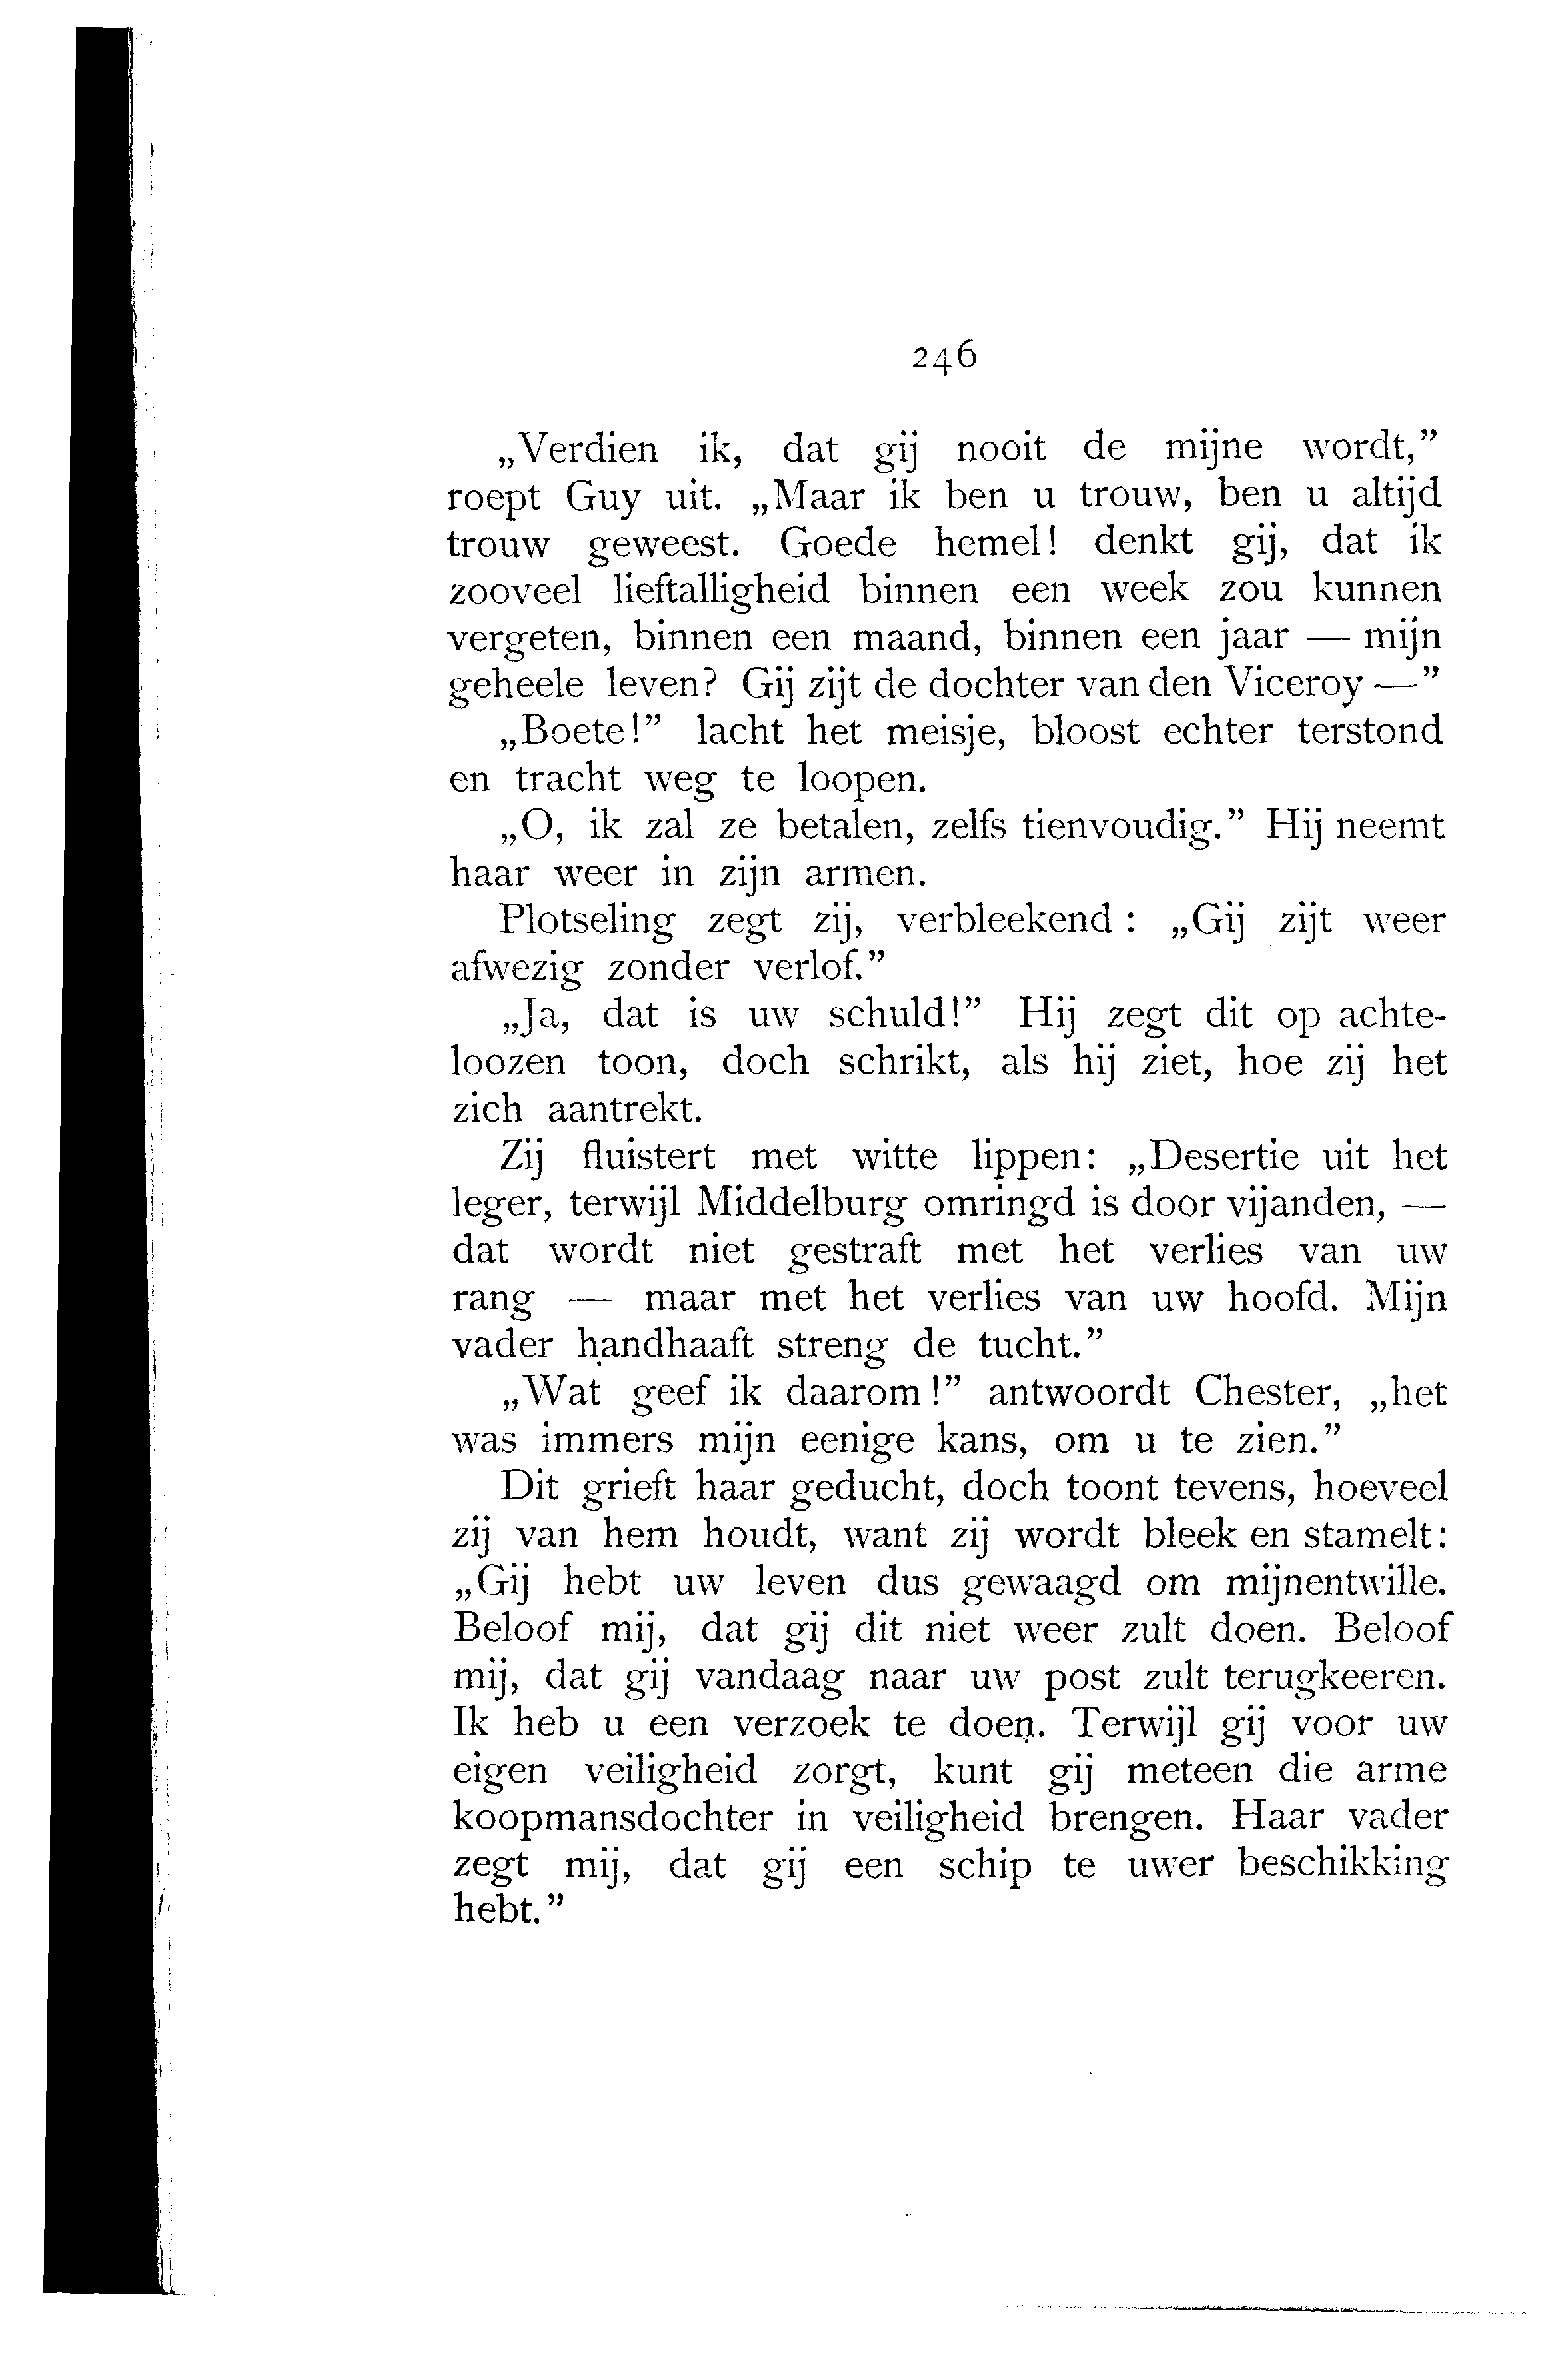 246
„Verdien ik, dat gij nooit de mijne wordt,”
roept Guy uit. „Maar ik ben u trouw, ben u altijd
trouw geweest. Goede hemel! denkt gij, dat ik
zooveel lieftalligheid binnen een week zou kunnen
vergeten, binnen een maand, binnen een jaar — mijn
geheele leven? Gij zijt de dochter van den Viceroy —”
„Boete!” lacht het meisje, bloost echter terstond
en tracht weg te loopen.
„O, ik zal ze betalen, zelfs tienvoudig.” Hij neemt
haar weer in zijn armen.
Plotseling zegt zij, verbleekend: „Gij zijt weer
afwezig zonder verlof.”
„Ja, dat is uw schuld!” Hij zegt dit op achte-
loozen toon, doch schrikt, als hij ziet, hoe zij het
zich aantrekt.
Zij fluistert met witte lippen: „Desertie uit het
leger, terwijl Middelburg omringd is door vijanden, —
dat wordt niet gestraft met het verlies van uw
rang — maar met het verlies van uw hoofd. Mijn
vader handhaaft streng de tucht.”
„Wat geef ik daarom!” antwoordt Chester, „het
was immers mijn eenige kans, om u te zien.”
Dit grieft haar geducht, doch toont tevens, hoeveel
zij van hem houdt, want zij wordt bleek en stamelt:
„Gij hebt uw leven dus gewaagd om mijnentwille.
Beloof mij, dat gij dit niet weer zult doen. Beloof
mij, dat gij vandaag naar uw post zult terugkeeren.
Ik heb u een verzoek te doen. Terwijl gij voor uw
eigen veiligheid zorgt, kunt gij meteen die arme
koopmansdochter in veiligheid brengen. Haar vader
zegt mij, dat gij een schip te uwer beschikking
hebt.”